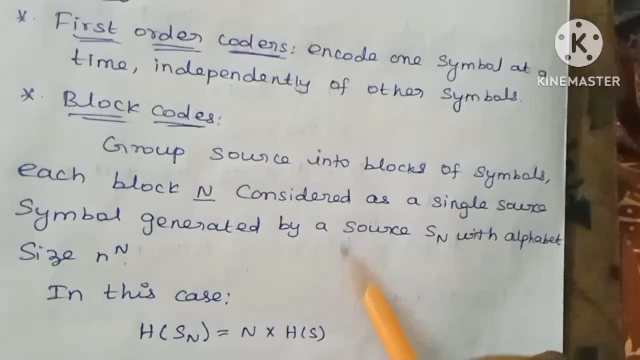 * First order coders: encode one symbol at a
time, independently of other symbols.
* Block Codes:
Group source into blocks of symbols,
each block N Considered as a single source
Symbol generated by a source S_N with alphabet
Size n^N.
In this case:
H(S_N) = N × H(S)
K
KINEMASTER